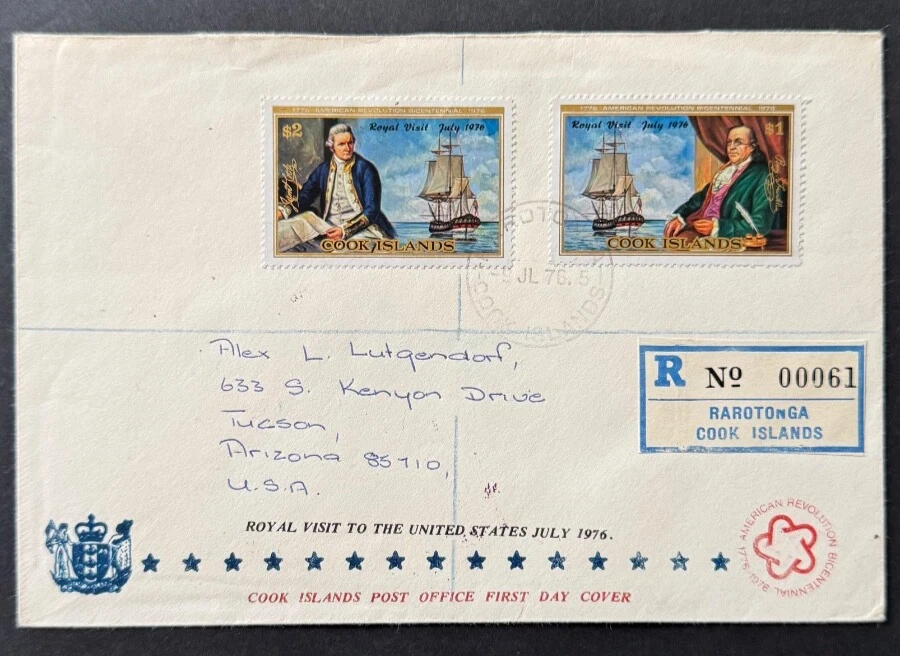 1776 AMERICAN REVOLUTION BICENTENNIAL 1976
$2
Royal Visit July 1976
COOK ISLANDS
1776 AMERICAN REVOLUTION BICENTENNIAL 1976
Royal Visit July 1976
$1
COOK ISLANDS
JL 76. 5
COOK ISLANDS
Alex L. Lutgendorf,
633 S. Kenyon Drive
Tucson,
Arizona 85710,
U.S.A.
R Nº 00061
RAROTONGA
COOK ISLANDS
ROYAL VISIT TO THE UNITED STATES JULY 1976.
AMERICAN REVOLUTION BICENTENNIAL 1776-1976
COOK ISLANDS POST OFFICE FIRST DAY COVER